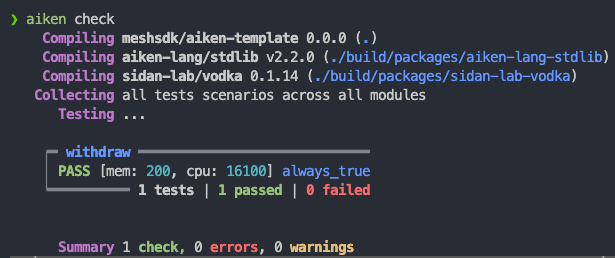 ❯ aiken check
Compiling meshsdk/aiken-template 0.0.0 (.)
Compiling aiken-lang/stdlib v2.2.0 (./build/packages/aiken-lang-stdlib)
Compiling sidan-lab/vodka 0.1.14 (./build/packages/sidan-lab-vodka)
Collecting all tests scenarios across all modules
Testing ...
withdraw
PASS [mem: 200, cpu: 16100] always_true
1 tests | 1 passed | 0 failed
Summary 1 check, 0 errors, 0 warnings